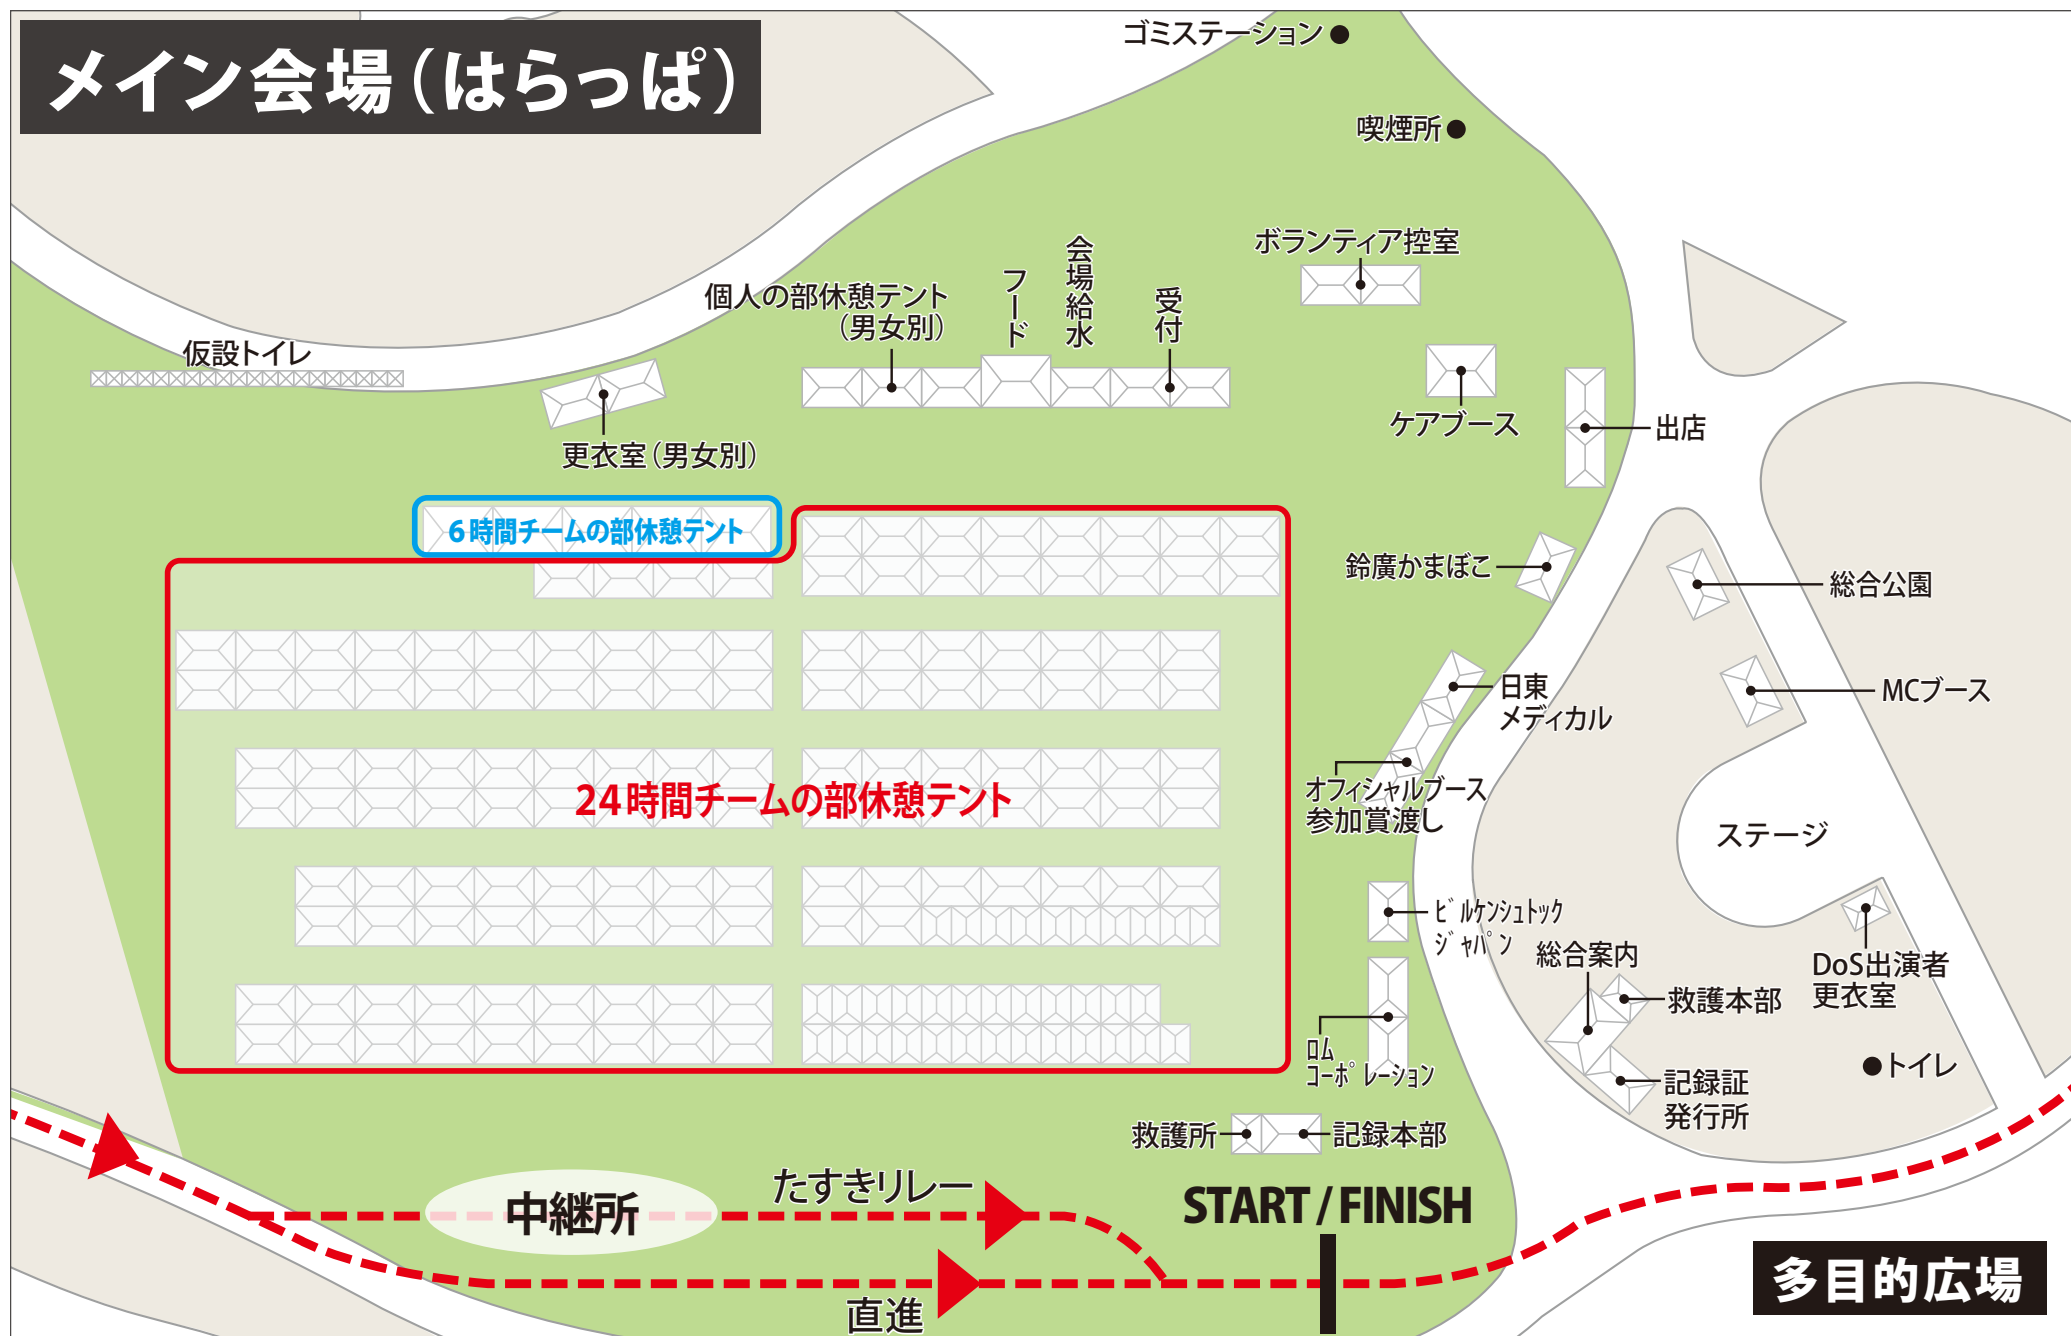 メイン会場（はらっぱ）
ゴミステーション
喫煙所
ボランティア控室
会場給水
フード
受付
個人の部休憩テント
（男女別）
仮設トイレ
更衣室（男女別）
ケアブース
出店
6時間チームの部休憩テント
鈴廣かまぼこ
総合公園
日東
メディカル
MCブース
24時間チームの部休憩テント
オフィシャルブース
参加賞渡し
ステージ
ビルケンシュトック
ジャパン
総合案内
DoS出演者
更衣室
救護本部
ロム
コーポレーション
トイレ
記録証
発行所
救護所
記録本部
中継所
たすきリレー
START / FINISH
直進
多目的広場